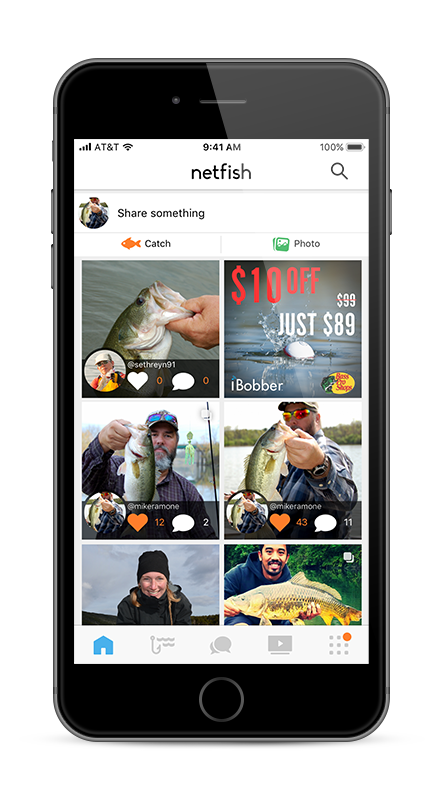 AT&T 9:41 AM 100%
netfish
Share something
Catch Photo
$10 OFF
$99
JUST $89
iBobber
Bass Pro Shops
@sethreyn91
0 0
@mikeramone
12 2
@mikeramone
43 11